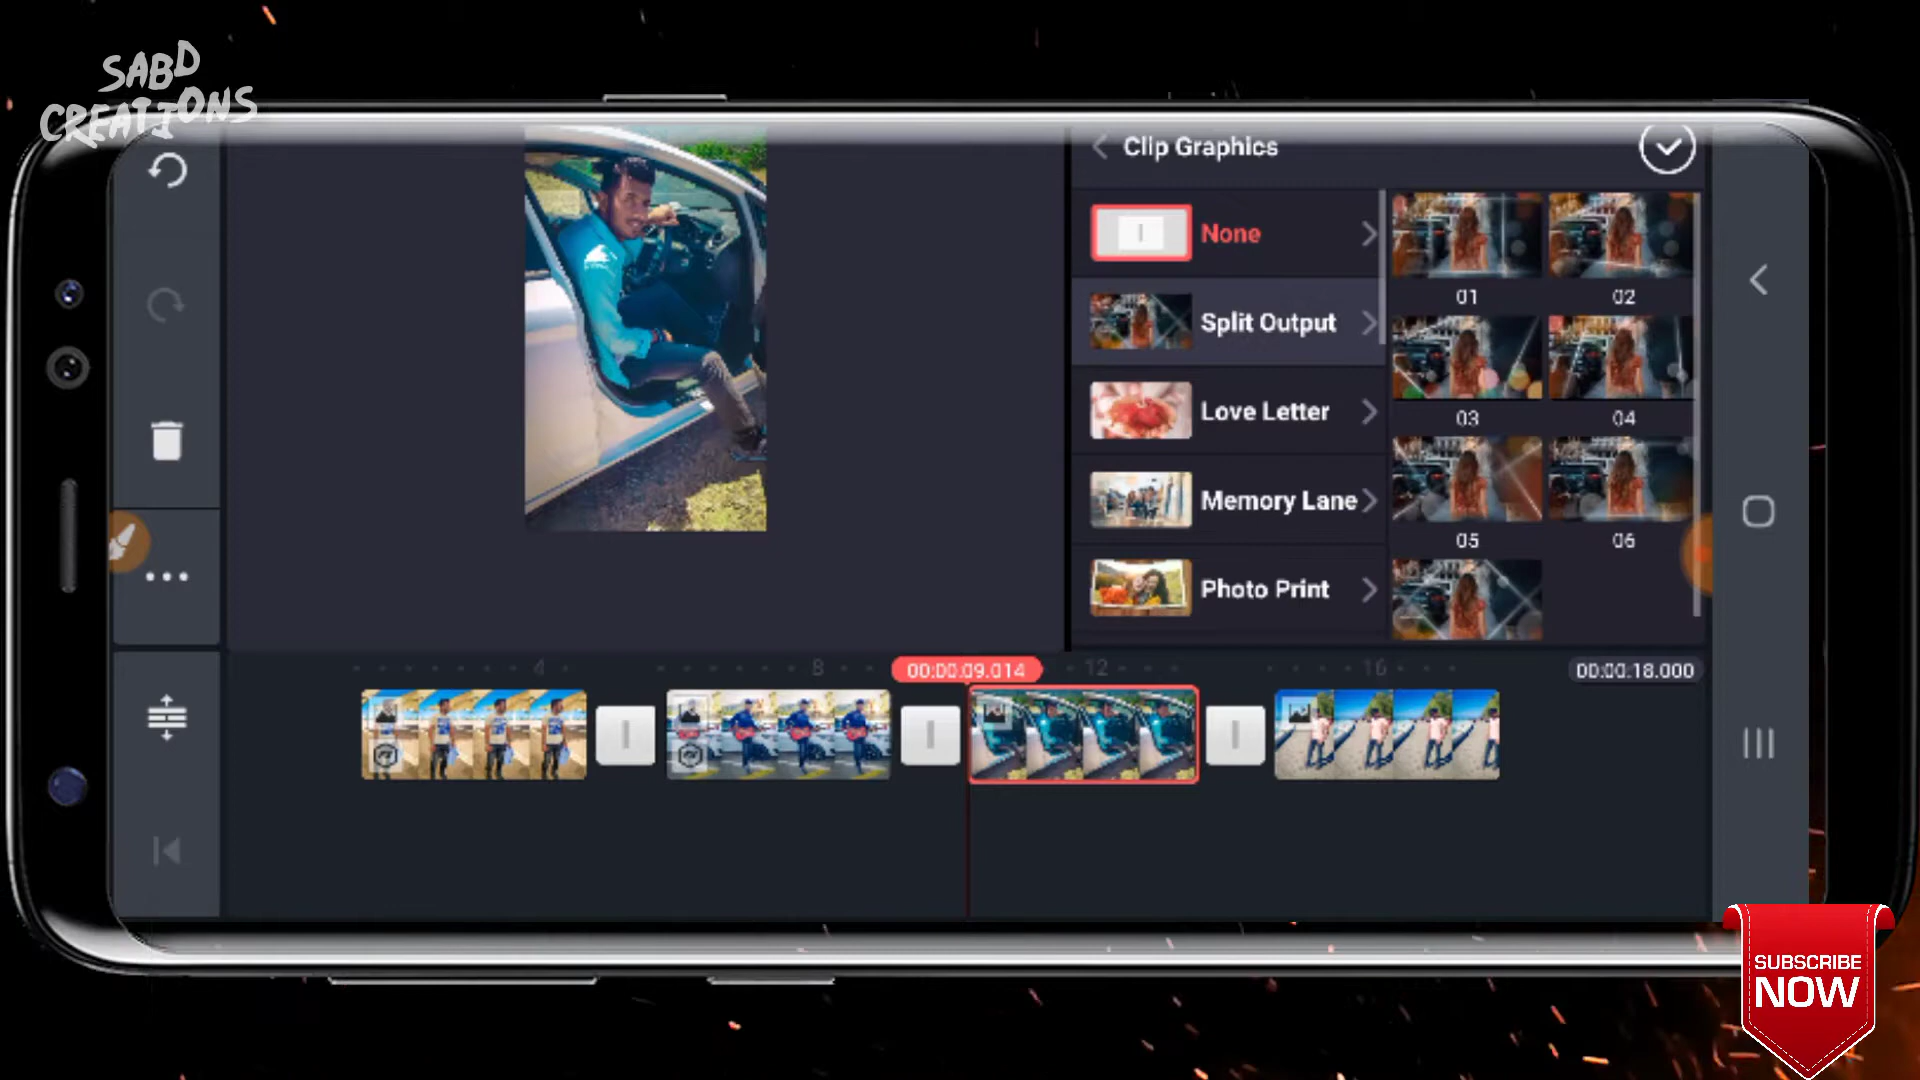 SABD
CREATIONS
Clip Graphics
None
Split Output
Love Letter
Memory Lane
Photo Print
01
02
03
04
05
06
4
8
00:00:09.014
12
16
00:00:18.000
SUBSCRIBE
NOW